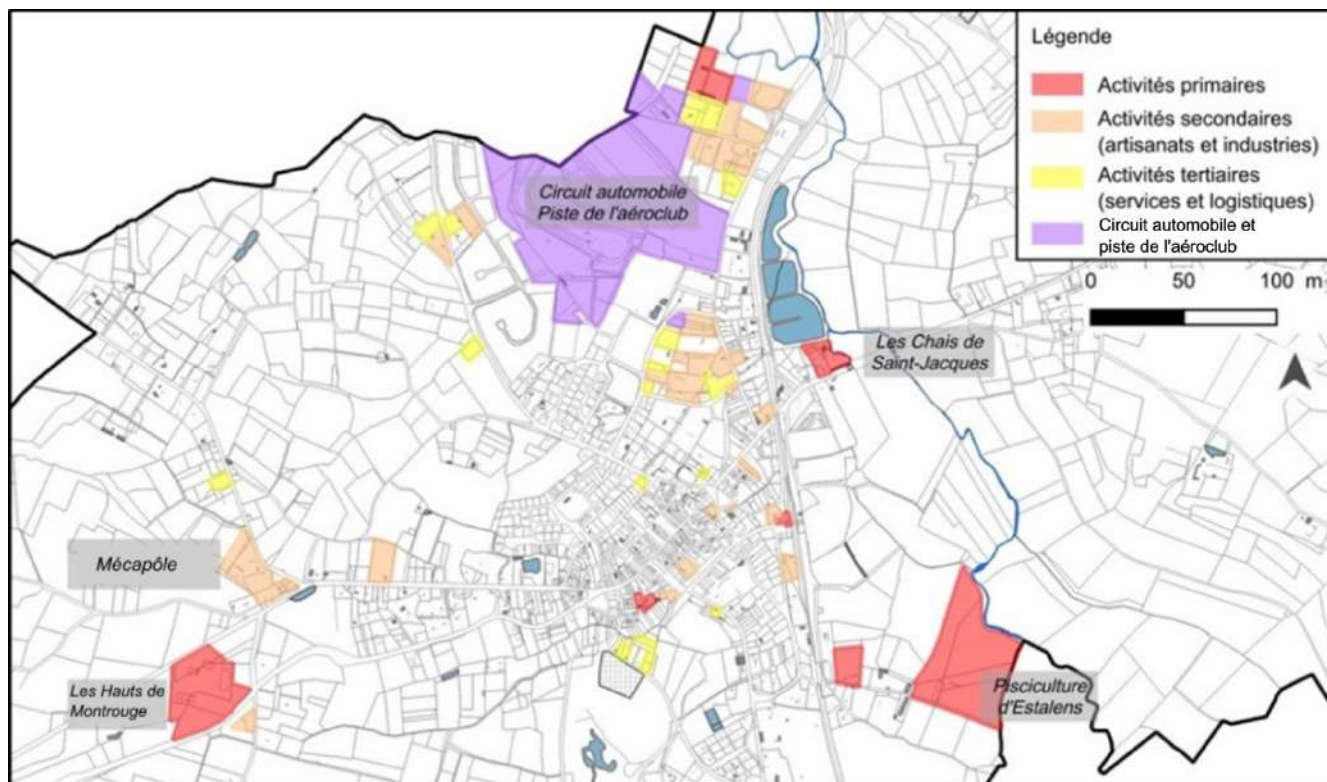 Légende
Activités primaires
Activités secondaires
(artisanats et industries)
Activités tertiaires
(services et logistiques)
Circuit automobile et
piste de l'aéroclub
0 50 100 m
Circuit automobile
Piste de l'aéroclub
Les Chais de
Saint-Jacques
Mécapôle
Les Hauts de
Montrouge
Pisciculture
d'Estalens